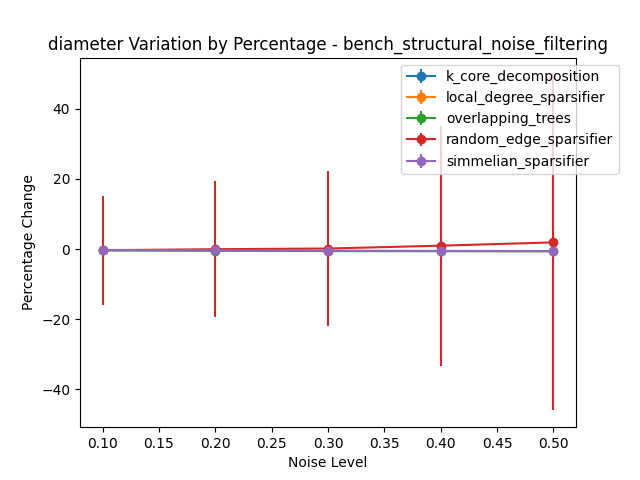 diameter Variation by Percentage - bench_structural_noise_filtering
k_core_decomposition
local_degree_sparsifier
overlapping_trees
random_edge_sparsifier
simmelian_sparsifier
Percentage Change
40
20
0
−20
−40
0.10 0.15 0.20 0.25 0.30 0.35 0.40 0.45 0.50
Noise Level